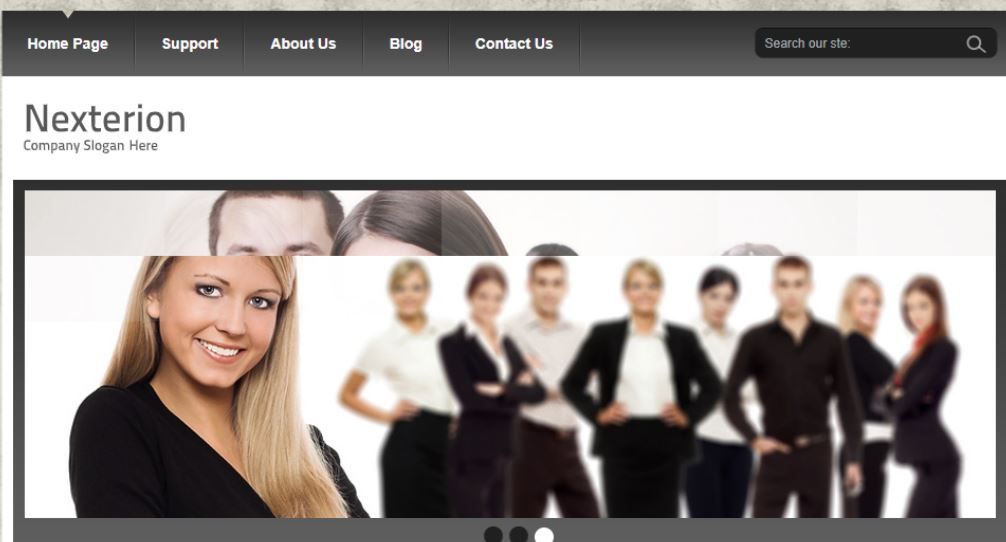 Home Page Support About Us Blog Contact Us Search our ste:
Nexterion
Company Slogan Here